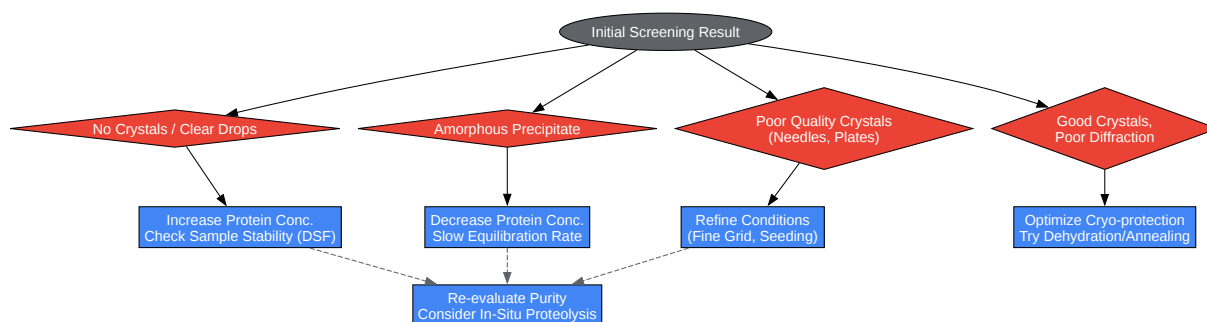 Initial Screening Result
No Crystals / Clear Drops
Amorphous Precipitate
Poor Quality Crystals
(Needles, Plates)
Good Crystals,
Poor Diffraction
Increase Protein Conc.
Check Sample Stability (DSF)
Decrease Protein Conc.
Slow Equilibration Rate
Refine Conditions
(Fine Grid, Seeding)
Optimize Cryo-protection
Try Dehydration/Annealing
Re-evaluate Purity
Consider In-Situ Proteolysis